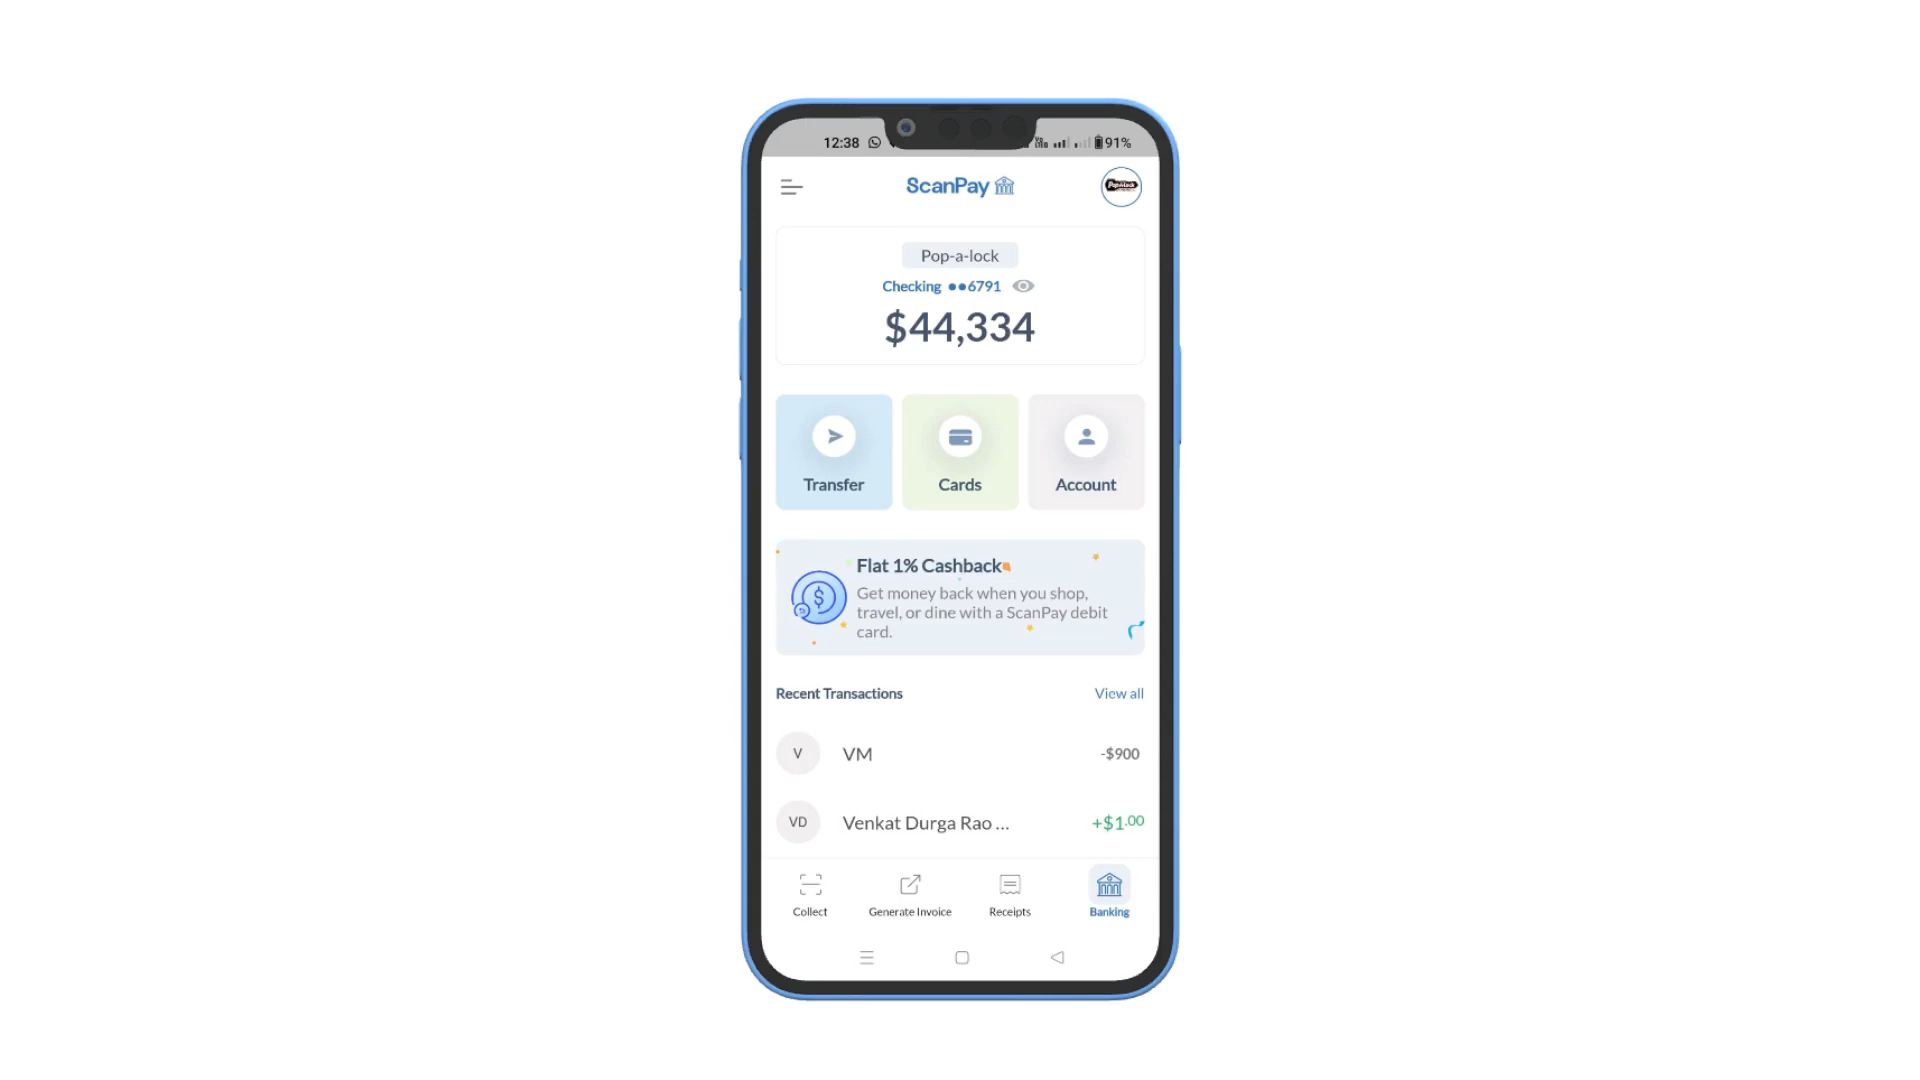 12:38 91%
ScanPay
Pop-a-lock
Pop-a-lock
Checking ●●6791
$44,334
Transfer Cards Account
Flat 1% Cashback
Get money back when you shop,
travel, or dine with a ScanPay debit
card.
Recent Transactions View all
V VM -$900
VD Venkat Durga Rao ... +$1.00
Collect Generate Invoice Receipts Banking